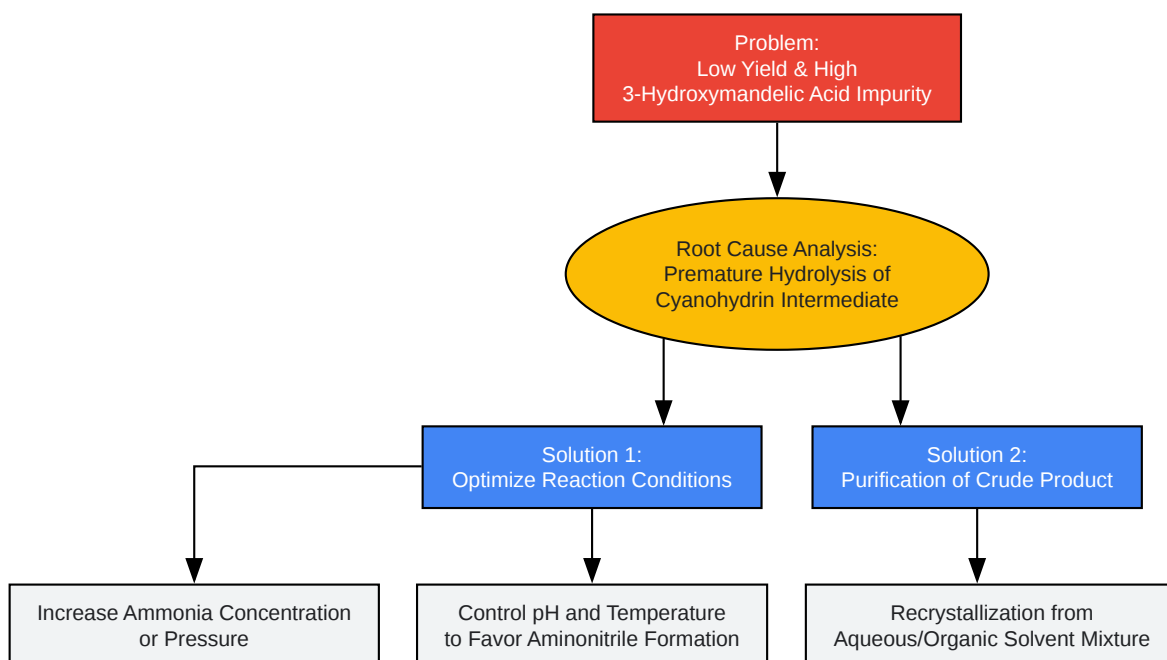 Problem:
Low Yield & High
3-Hydroxymandelic Acid Impurity
Root Cause Analysis:
Premature Hydrolysis of
Cyanohydrin Intermediate
Solution 1:
Optimize Reaction Conditions
Solution 2:
Purification of Crude Product
Increase Ammonia Concentration
or Pressure
Control pH and Temperature
to Favor Aminonitrile Formation
Recrystallization from
Aqueous/Organic Solvent Mixture